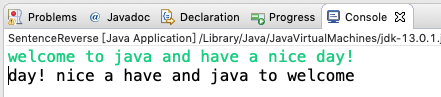 Problems Javadoc Declaration Progress Console
SentenceReverse [Java Application] /Library/Java/JavaVirtualMachines/jdk-13.0.1.j
welcome to java and have a nice day!
day! nice a have and java to welcome